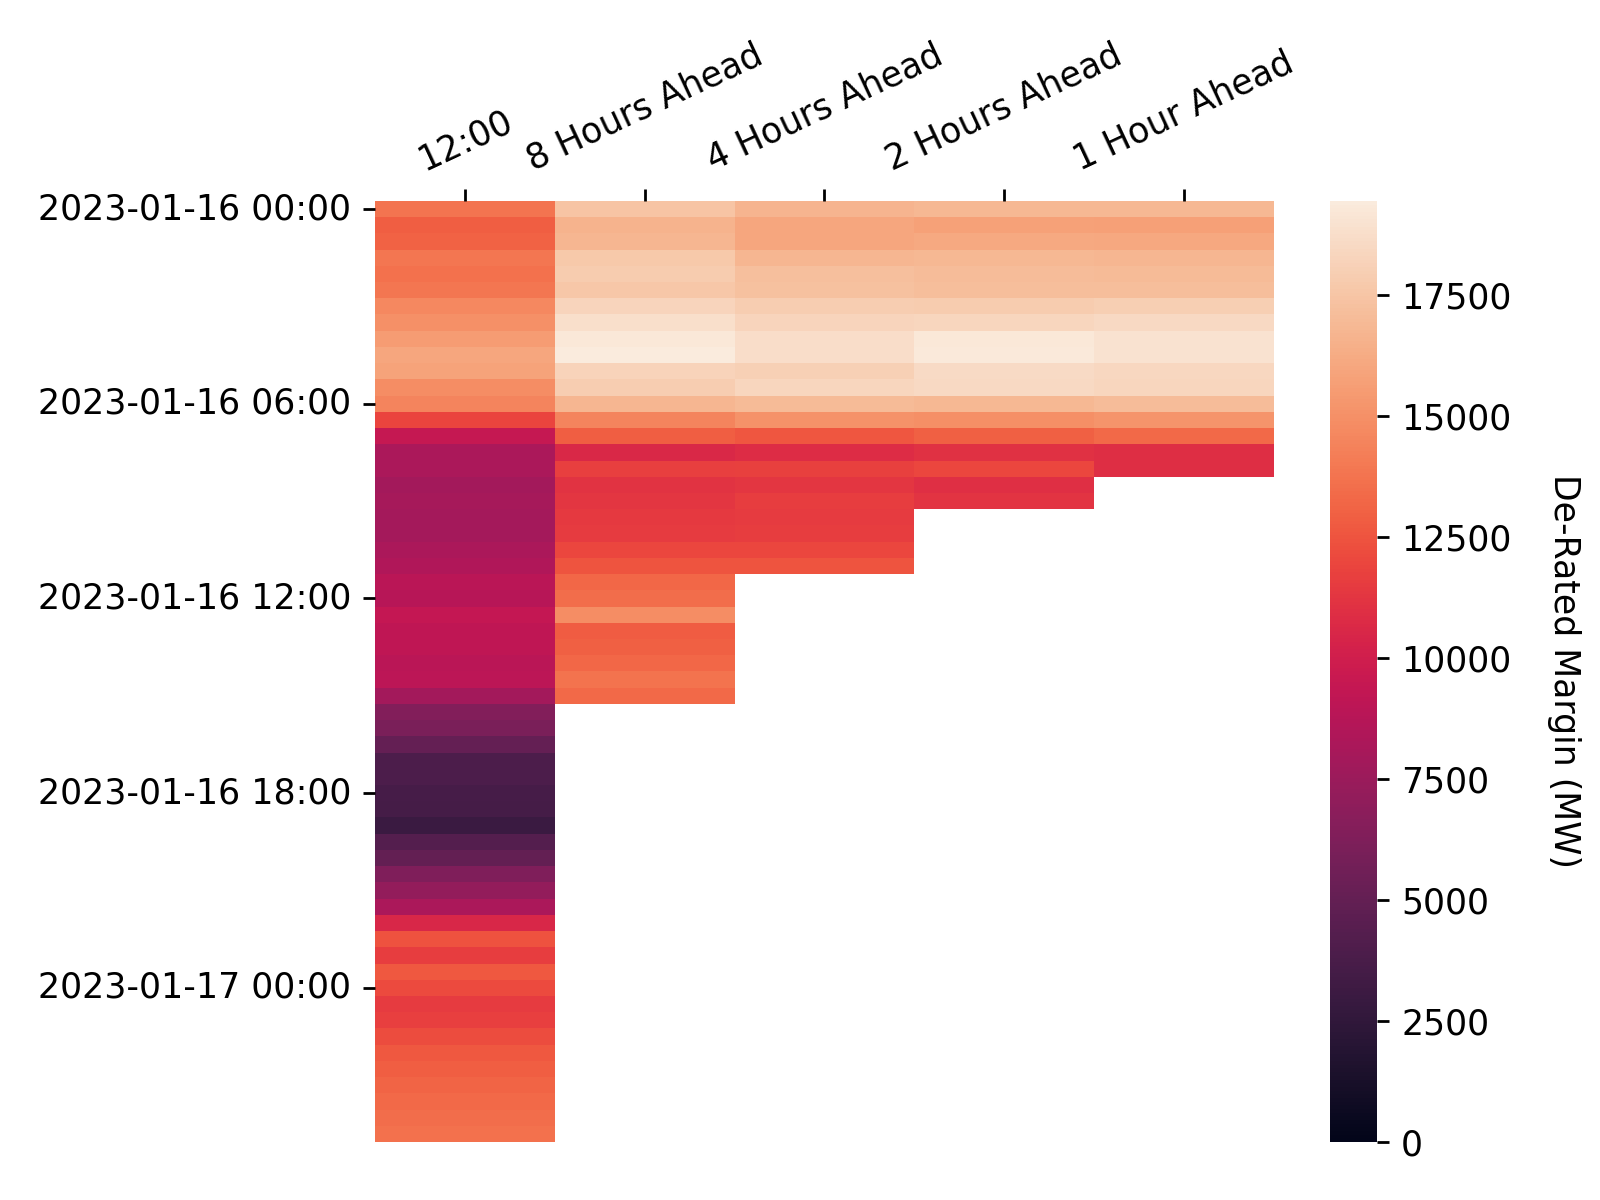 12:00
8 Hours Ahead
4 Hours Ahead
2 Hours Ahead
1 Hour Ahead
2023-01-16 00:00
2023-01-16 06:00
2023-01-16 12:00
2023-01-16 18:00
2023-01-17 00:00
17500
15000
12500
10000
7500
5000
2500
0
De-Rated Margin (MW)